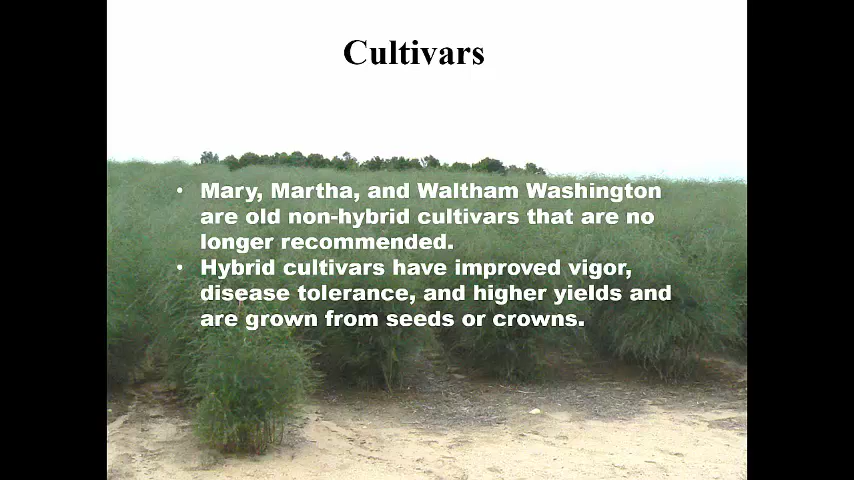 Cultivars
• Mary, Martha, and Waltham Washington
are old non-hybrid cultivars that are no
longer recommended.
• Hybrid cultivars have improved vigor,
disease tolerance, and higher yields and
are grown from seeds or crowns.